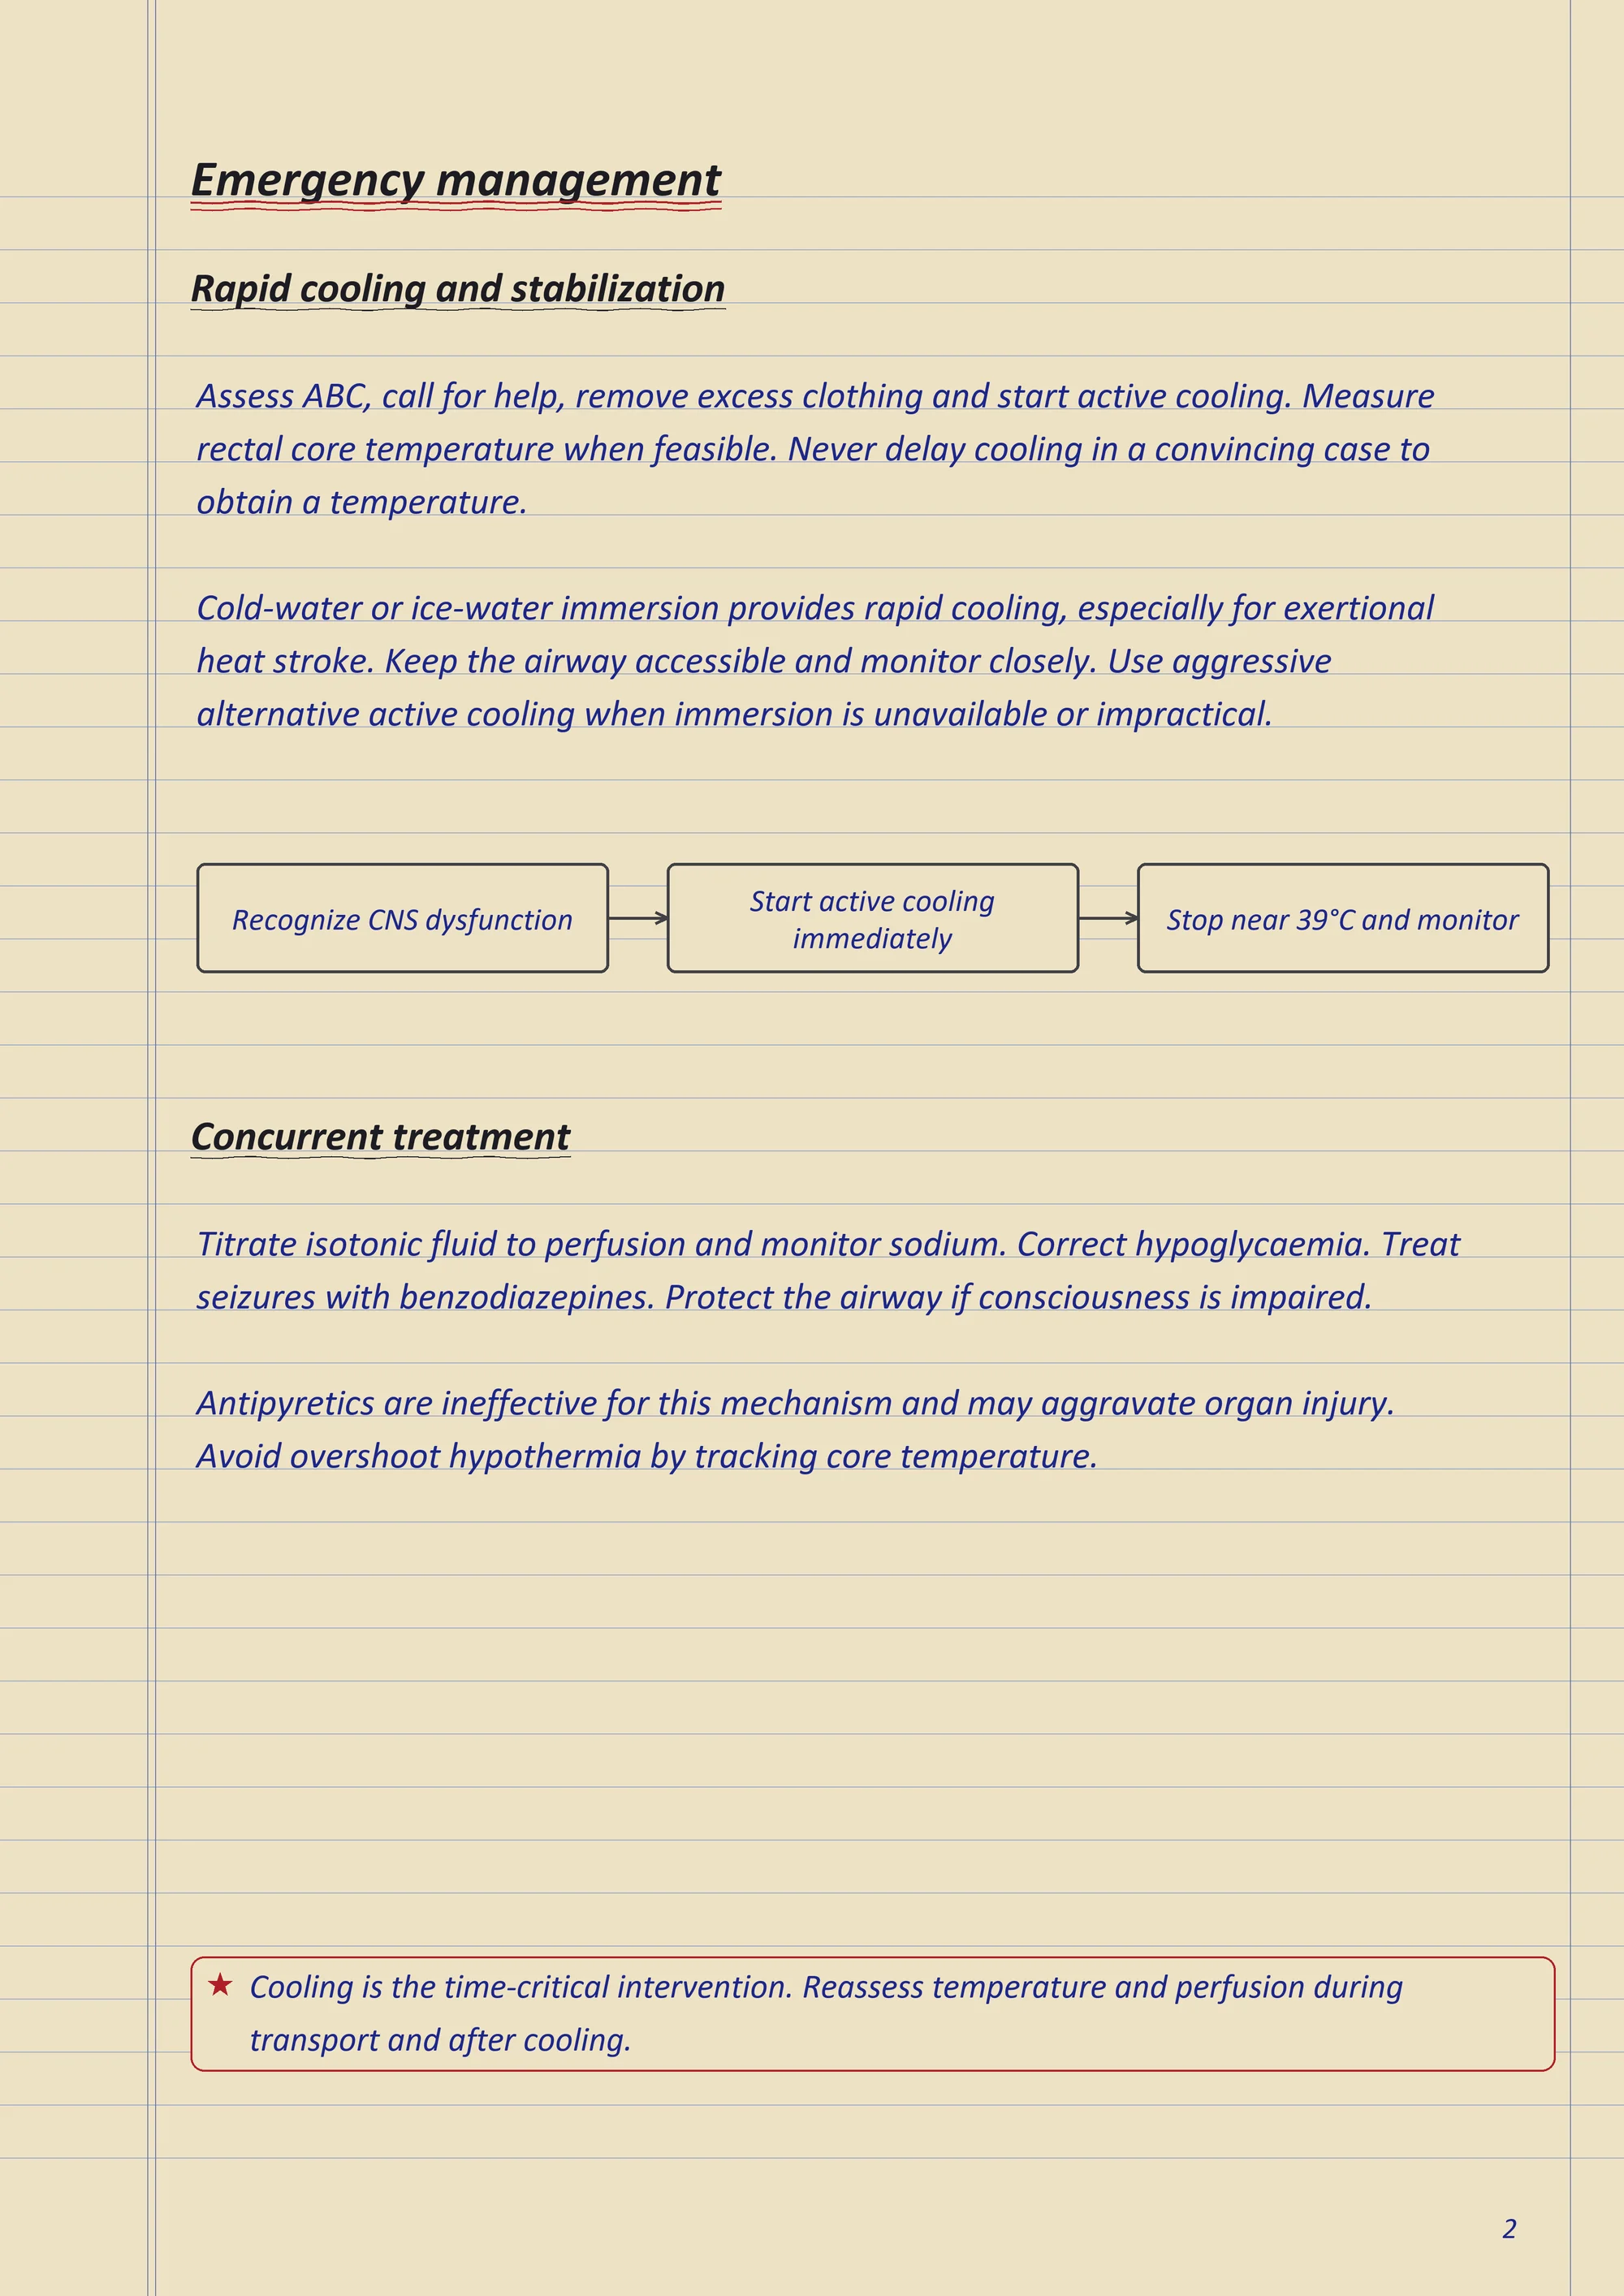 Emergency management
Rapid cooling and stabilization
Assess ABC, call for help, remove excess clothing and start active cooling. Measure
rectal core temperature when feasible. Never delay cooling in a convincing case to
obtain a temperature.
Cold-water or ice-water immersion provides rapid cooling, especially for exertional
heat stroke. Keep the airway accessible and monitor closely. Use aggressive
alternative active cooling when immersion is unavailable or impractical.
Recognize CNS dysfunction
Start active cooling
immediately
Stop near 39°C and monitor
Concurrent treatment
Titrate isotonic fluid to perfusion and monitor sodium. Correct hypoglycaemia. Treat
seizures with benzodiazepines. Protect the airway if consciousness is impaired.
Antipyretics are ineffective for this mechanism and may aggravate organ injury.
Avoid overshoot hypothermia by tracking core temperature.
★ Cooling is the time-critical intervention. Reassess temperature and perfusion during
transport and after cooling.
2